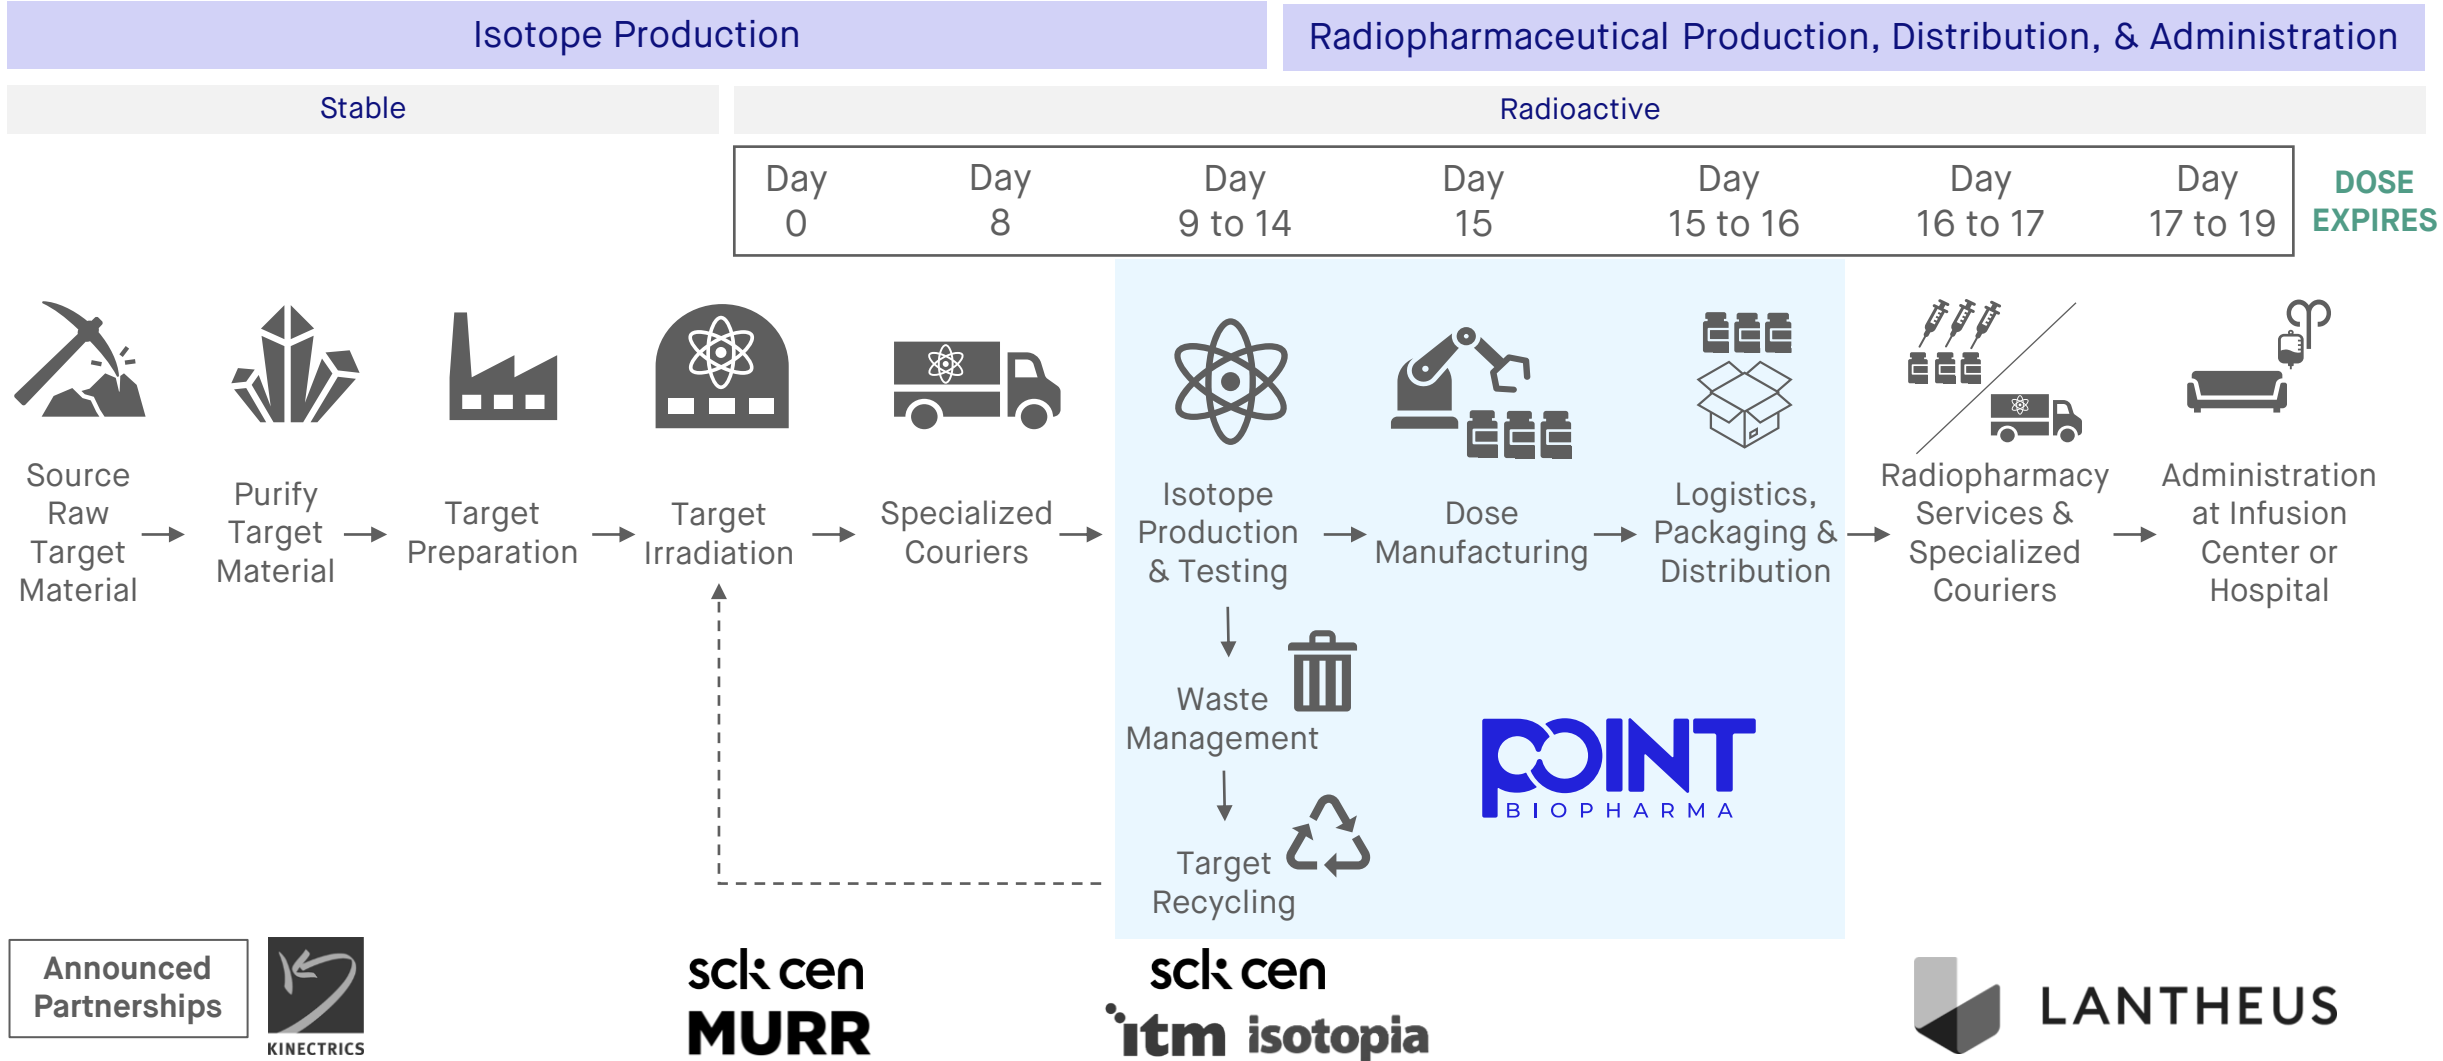 Isotope Production
Radiopharmaceutical Production, Distribution, & Administration
Stable
Radioactive
Day
0
Day
8
Day
9 to 14
Day
15
Day
15 to 16
Day
16 to 17
Day
17 to 19
DOSE
EXPIRES
Source
Raw
Target
Material
Purify
Target
Material
Target
Preparation
Target
Irradiation
Specialized
Couriers
Isotope
Production
& Testing
Dose
Manufacturing
Logistics,
Packaging &
Distribution
Radiopharmacy
Services &
Specialized
Couriers
Administration
at Infusion
Center or
Hospital
Waste
Management
Target
Recycling
POINT
BIOPHARMA
Announced
Partnerships
KINECTRICS
sck cen
MURR
sck cen
itm isotopia
LANTHEUS